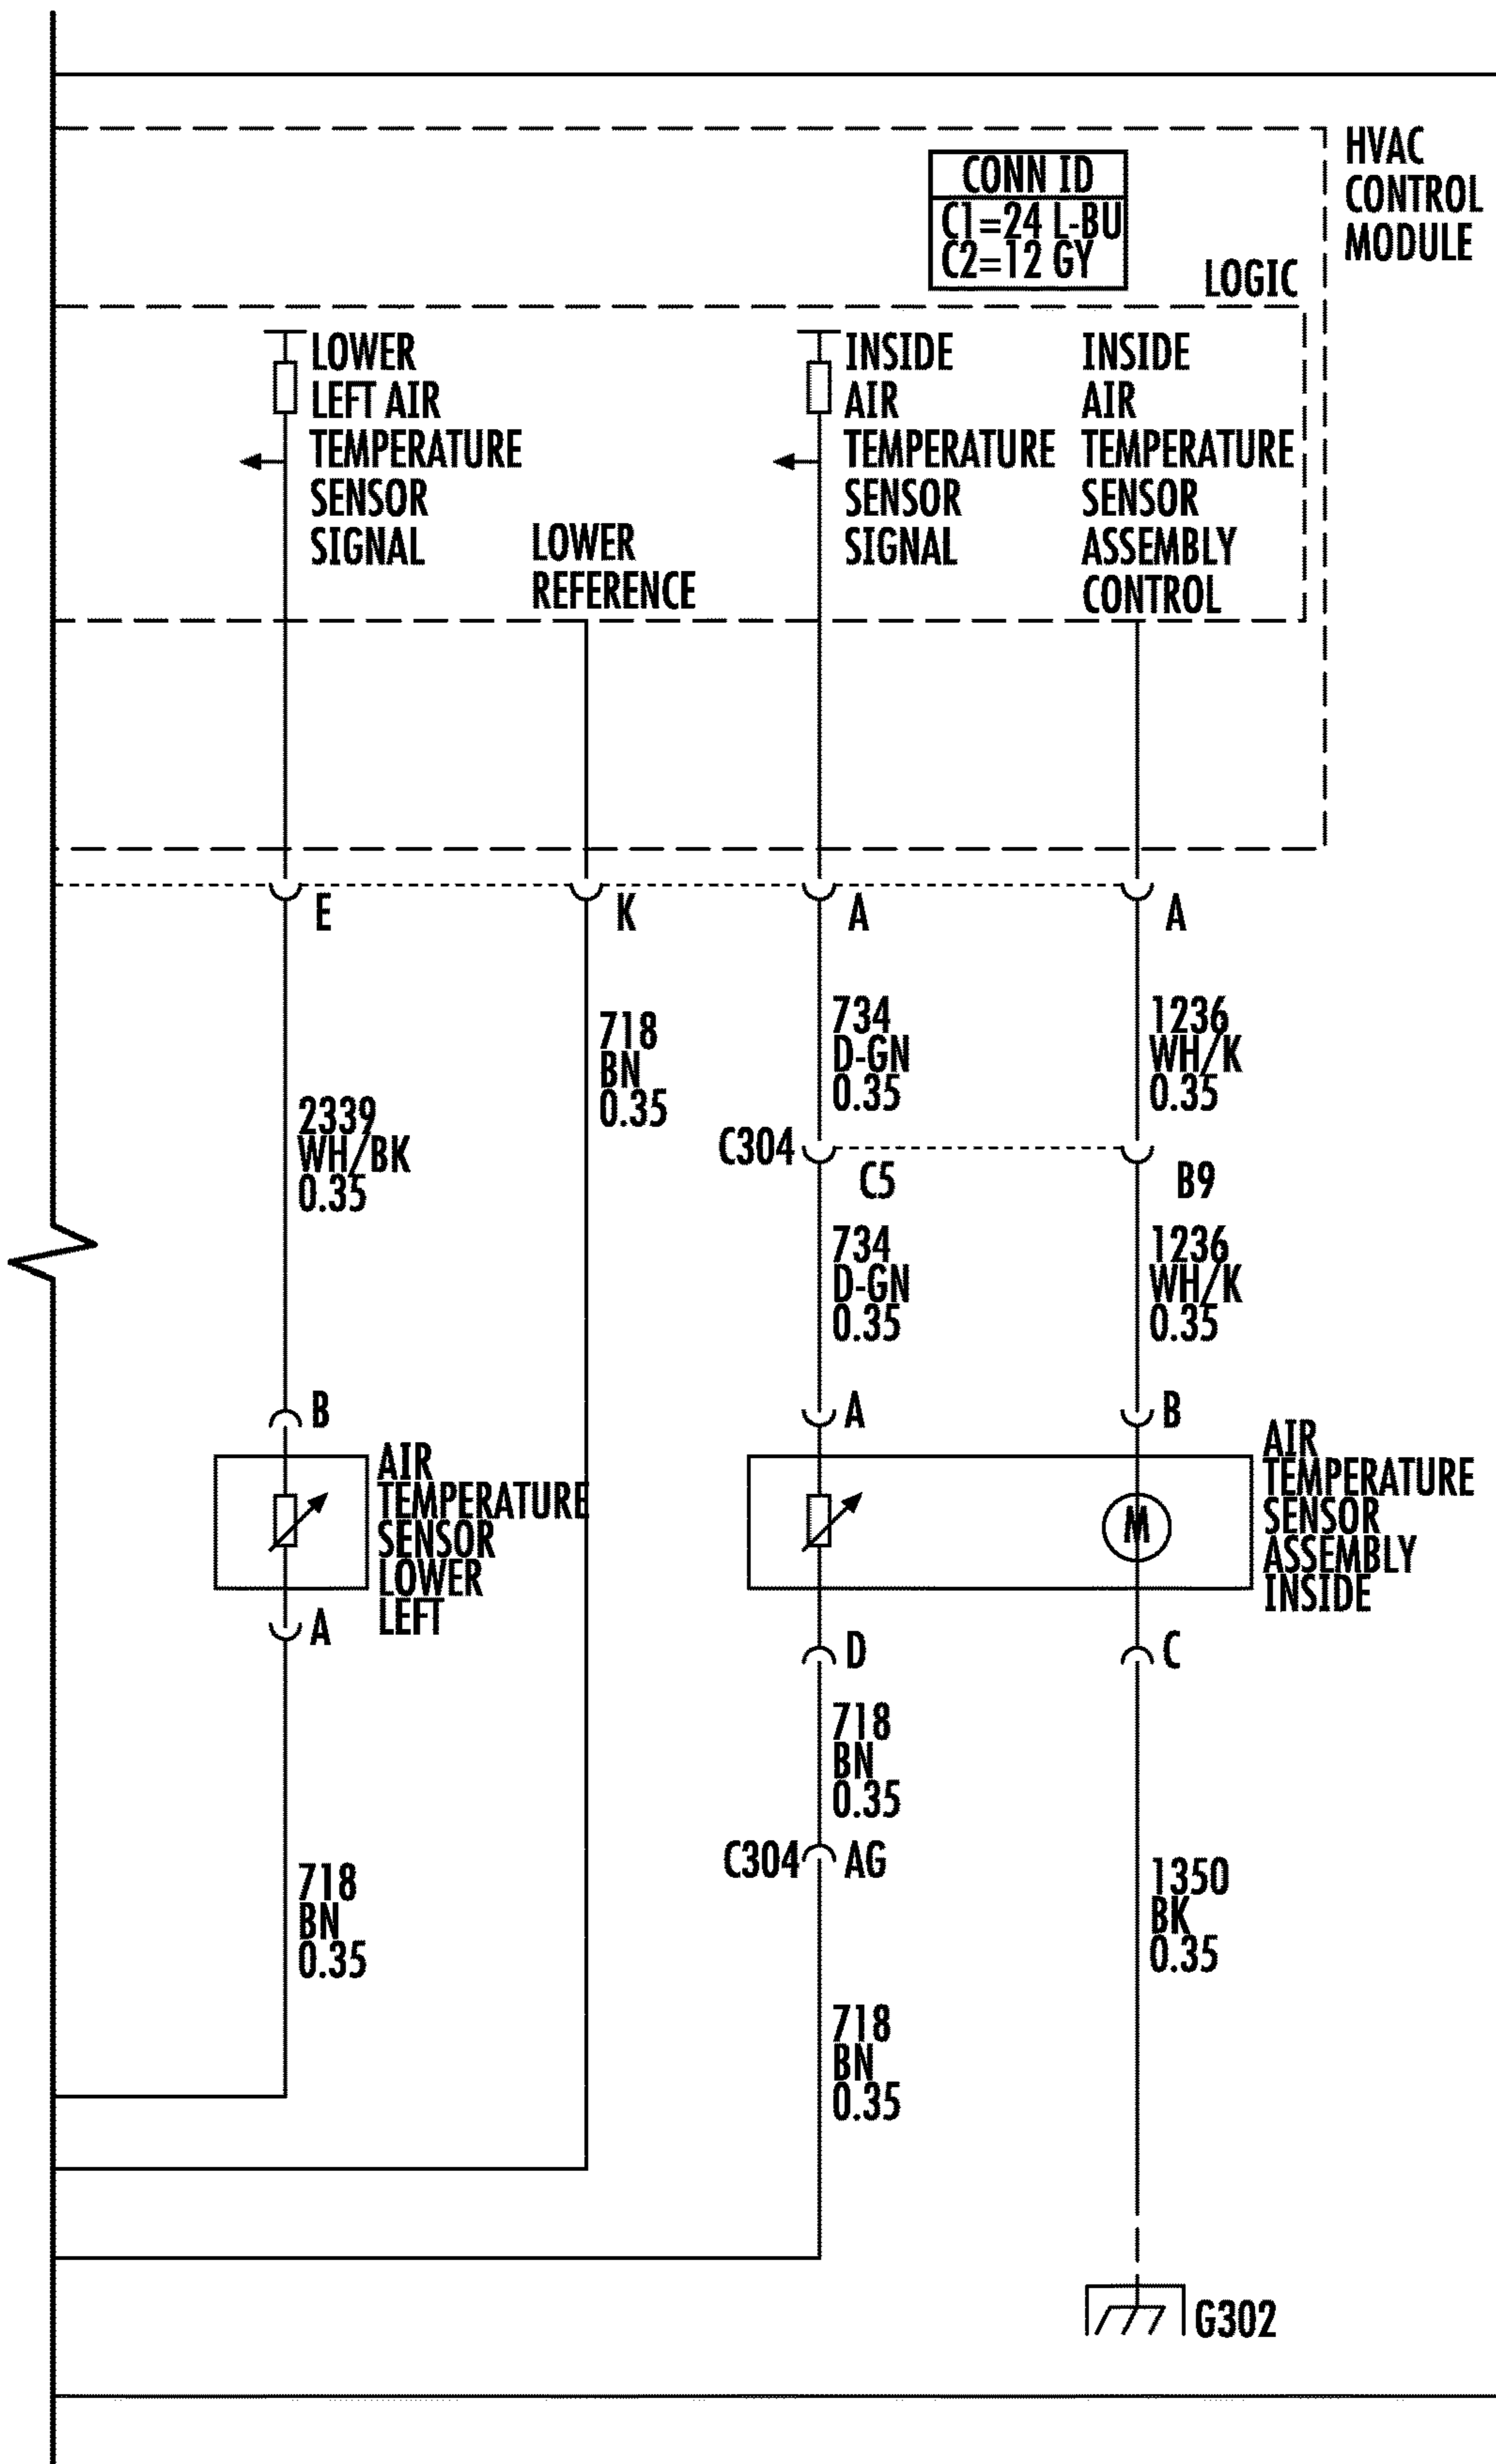 HVAC
CONTROL
MODULE
CONN ID
C1=24 L-BU
C2=12 GY
LOGIC
LOWER
LEFT AIR
TEMPERATURE
SENSOR
SIGNAL
LOWER
REFERENCE
INSIDE
AIR
TEMPERATURE
SENSOR
SIGNAL
INSIDE
AIR
TEMPERATURE
SENSOR
ASSEMBLY
CONTROL
E
K
A
A
2339
WH/BK
0.35
718
BN
0.35
734
D-GN
0.35
1236
WH/K
0.35
C304
C5
B9
734
D-GN
0.35
1236
WH/K
0.35
B
A
B
AIR
TEMPERATURE
SENSOR
LOWER
LEFT
M
AIR
TEMPERATURE
SENSOR
ASSEMBLY
INSIDE
A
D
C
718
BN
0.35
C304
AG
718
BN
0.35
1350
BK
0.35
718
BN
0.35
G302